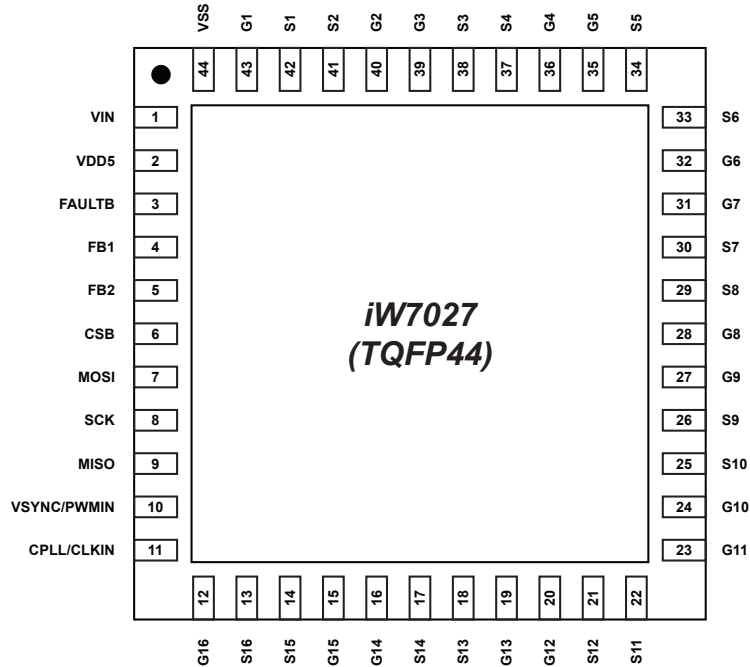 VSS G1 S1 S2 G2 G3 S3 S4 G4 G5 S5
44 43 42 41 40 39 38 37 36 35 34
VIN 1 33 S6
VDD5 2 32 G6
FAULTB 3 31 G7
FB1 4 30 S7
FB2 5 29 S8
iW7027
CSB 6 28 G8
(TQFP44)
MOSI 7 27 G9
SCK 8 26 S9
MISO 9 25 S10
VSYNC/PWMIN 10 24 G10
CPLL/CLKIN 11 23 G11
12 13 14 15 16 17 18 19 20 21 22
G16 S16 S15 G15 G14 S14 S13 G13 G12 S12 S11